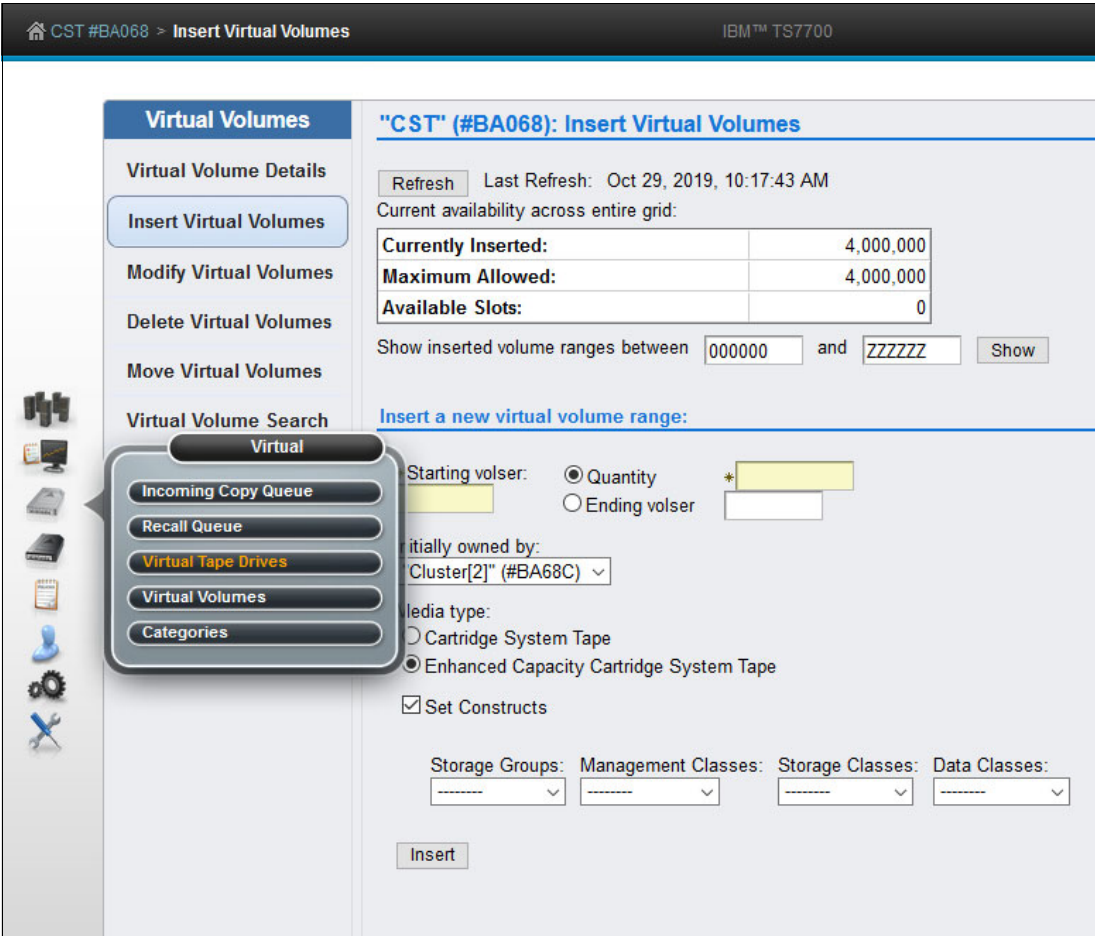 CST #BA068 > Insert Virtual Volumes
IBM™ TS7700
Virtual Volumes
Virtual Volume Details
Insert Virtual Volumes
Modify Virtual Volumes
Delete Virtual Volumes
Move Virtual Volumes
Virtual Volume Search
Virtual
Incoming Copy Queue
Recall Queue
Virtual Tape Drives
Virtual Volumes
Categories
"CST" (#BA068): Insert Virtual Volumes
Refresh Last Refresh: Oct 29, 2019, 10:17:43 AM
Current availability across entire grid:
Currently Inserted: 4,000,000
Maximum Allowed: 4,000,000
Available Slots: 0
Show inserted volume ranges between 000000 and ZZZZZZ Show
Insert a new virtual volume range:
Starting volser: Quantity *
Ending volser
itially owned by:
"Cluster[2]" (#BA68C)
Media type:
Cartridge System Tape
Enhanced Capacity Cartridge System Tape
Set Constructs
Storage Groups: Management Classes: Storage Classes: Data Classes:
-------- -------- -------- --------
Insert